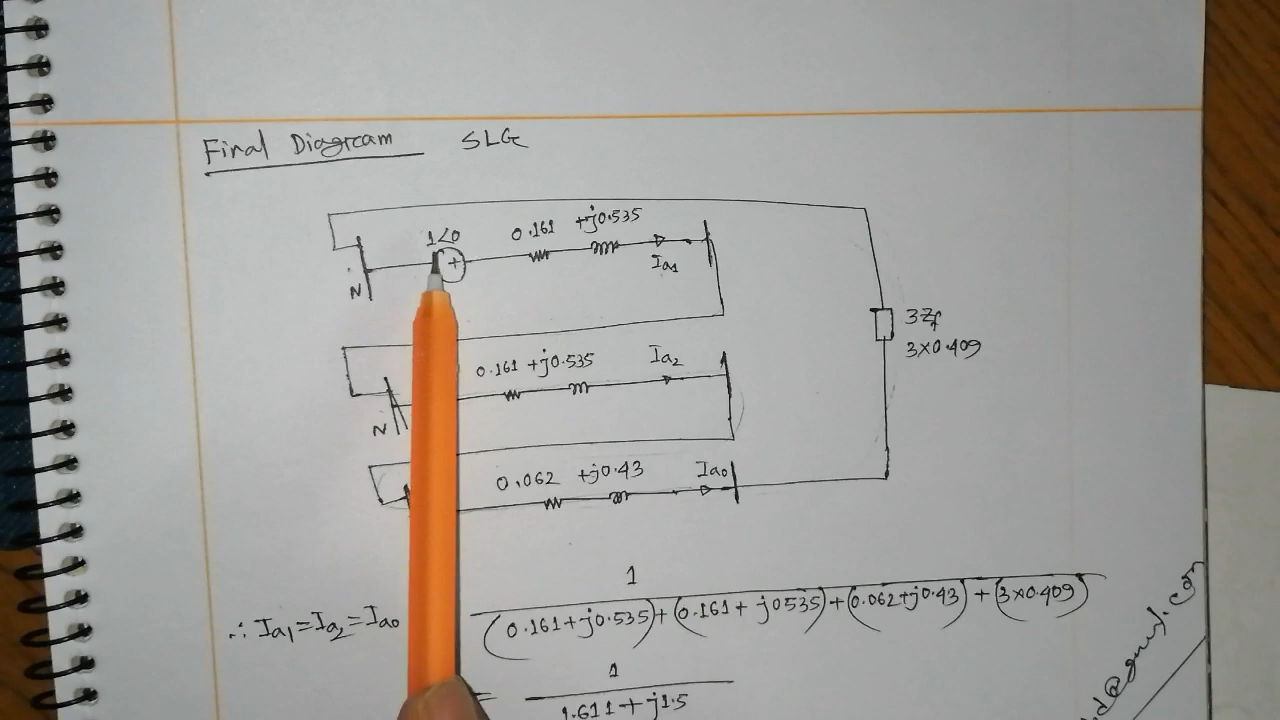 Final Diagram SLG
1∠0 0.161 +j0.535
N Ia1
3Zf
3×0.409
0.161 +j0.535 Ia2
N
0.062 +j0.43 Ia0
1
∴ Ia1=Ia2=Ia0 (0.161+j0.535)+(0.161+j0535)+(0.062+j0.43)+(3×0.409)
1
= 1.611+j1.5